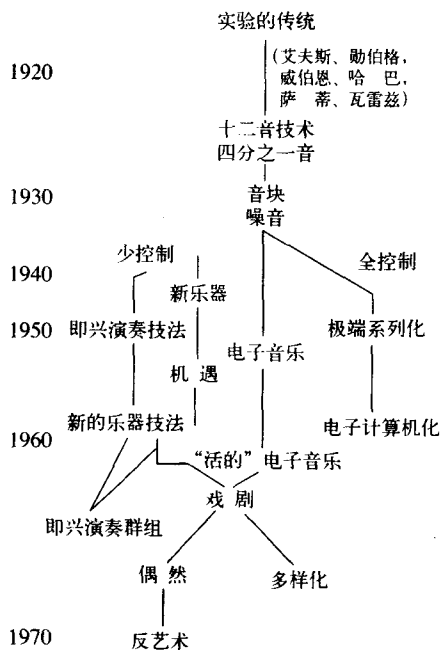 实验的传统
(艾夫斯、勋伯格,
1920
威伯恩、哈 巴、
萨 蒂、瓦雷兹)
十二音技术
四分之一音
1930
音块
噪音
少控制
全控制
1940
新乐器
1950
即兴演奏技法
极端系列化
电子音乐
机 遇
新的乐器技法
电子计算机化
1960
“活的”电子音乐
戏 剧
即兴演奏群组
偶 然
多样化
1970
反艺术